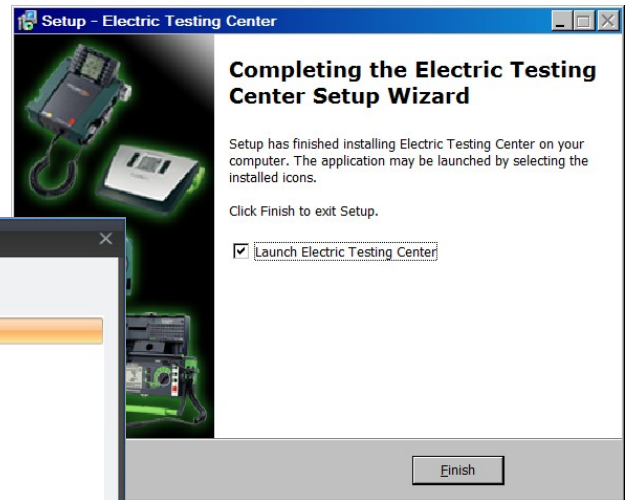 Setup - Electric Testing Center
Completing the Electric Testing
Center Setup Wizard
Setup has finished installing Electric Testing Center on your
computer. The application may be launched by selecting the
installed icons.
Click Finish to exit Setup.
Launch Electric Testing Center
Finish